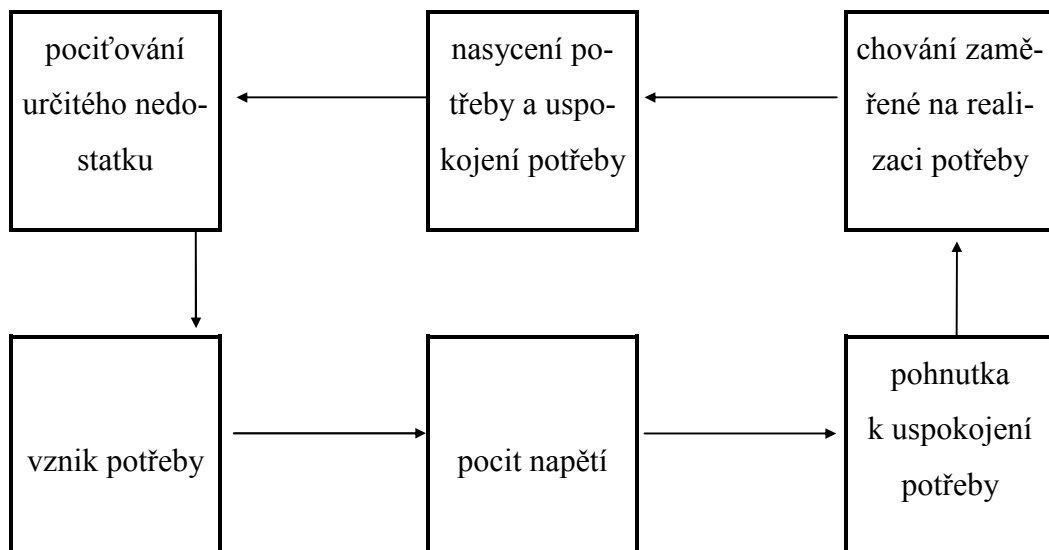 pociťování
určitého nedo-
statku
nasycení po-
třeby a uspo-
kojení potřeby
chování zamě-
řené na reali-
zaci potřeby
vznik potřeby
pocit napětí
pohnutka
k uspokojení
potřeby